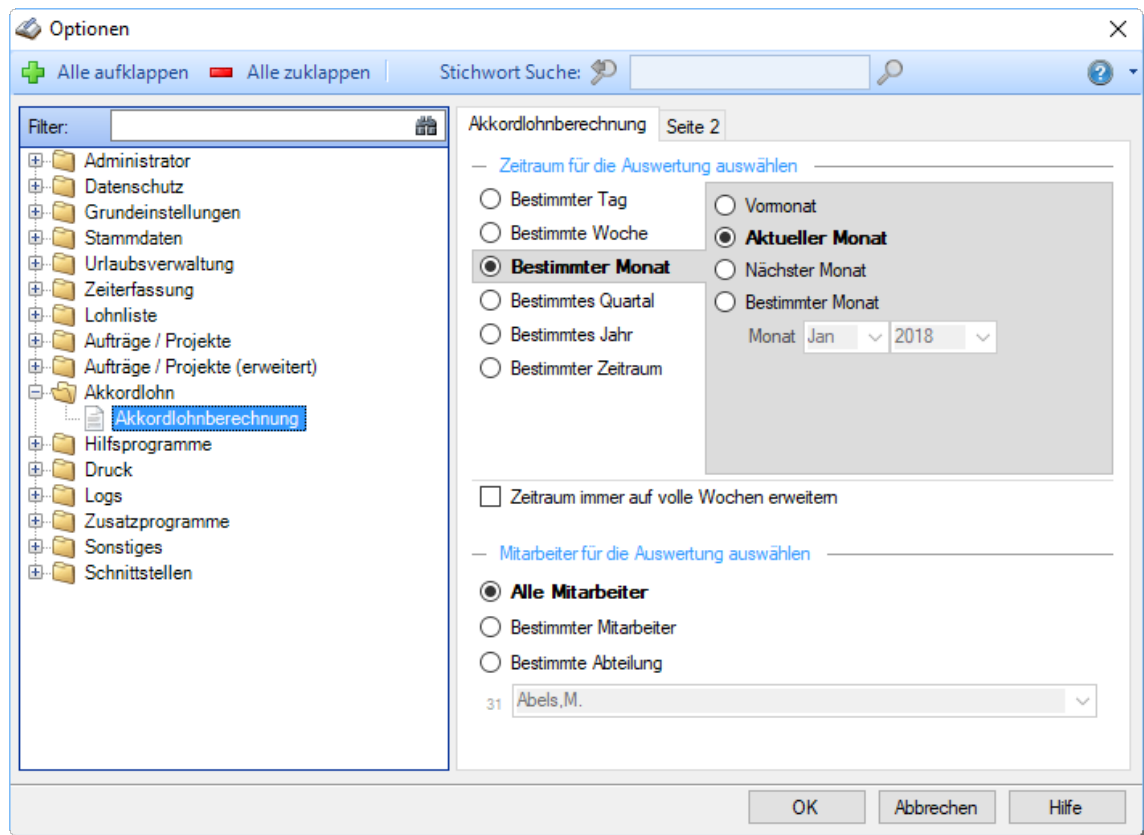 Optionen
Alle aufklappen Alle zuklappen Stichwort Suche:
Filter:
Administrator
Datenschutz
Grundeinstellungen
Stammdaten
Urlaubsverwaltung
Zeiterfassung
Lohnliste
Aufträge / Projekte
Aufträge / Projekte (erweitert)
Akkordlohn
Akkordlohnberechnung
Hilfsprogramme
Druck
Logs
Zusatzprogramme
Sonstiges
Schnittstellen
Akkordlohnberechnung Seite 2
Zeitraum für die Auswertung auswählen
Bestimmter Tag
Bestimmte Woche
Bestimmter Monat
Bestimmtes Quartal
Bestimmtes Jahr
Bestimmter Zeitraum
Vormonat
Aktueller Monat
Nächster Monat
Bestimmter Monat
Monat Jan 2018
Zeitraum immer auf volle Wochen erweitern
Mitarbeiter für die Auswertung auswählen
Alle Mitarbeiter
Bestimmter Mitarbeiter
Bestimmte Abteilung
31 Abels,M.
OK Abbrechen Hilfe